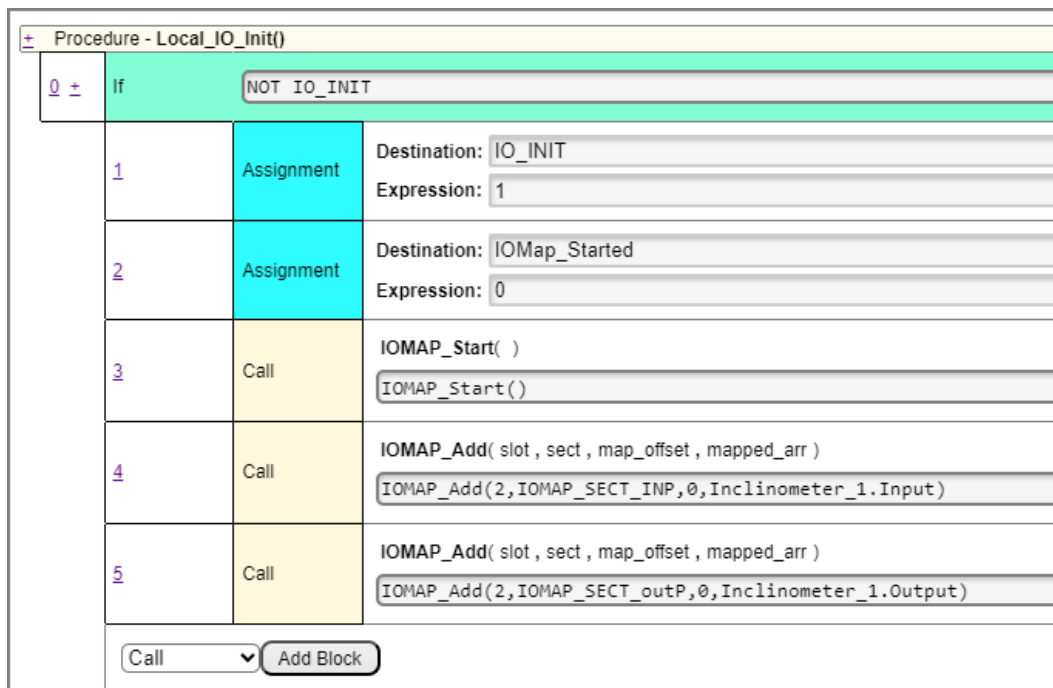 + Procedure - Local_IO_Init()
0 + If NOT IO_INIT
1 Assignment Destination: IO_INIT
Expression: 1
2 Assignment Destination: IOMap_Started
Expression: 0
3 Call IOMAP_Start( )
IOMAP_Start()
4 Call IOMAP_Add( slot , sect , map_offset , mapped_arr )
IOMAP_Add(2,IOMAP_SECT_INP,0,Inclinometer_1.Input)
5 Call IOMAP_Add( slot , sect , map_offset , mapped_arr )
IOMAP_Add(2,IOMAP_SECT_outP,0,Inclinometer_1.Output)
Call Add Block